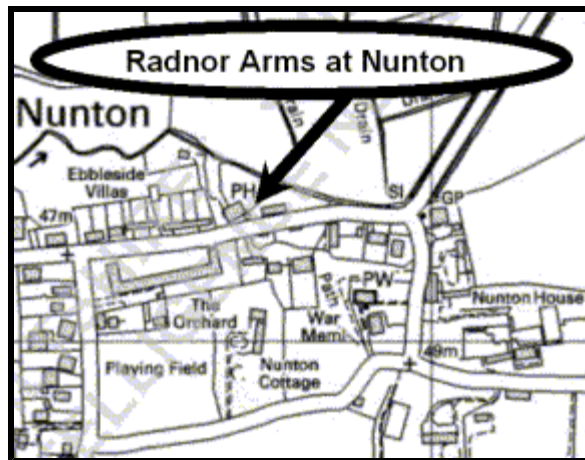 Radnor Arms at Nunton
Nunton
Drain
Drain
Drain
Ebbleside
Villas
PH
SI
GP
47m
Path
PW
The
Orchard
War
Meml
Nunton House
49m
Playing Field
Nunton
Cottage